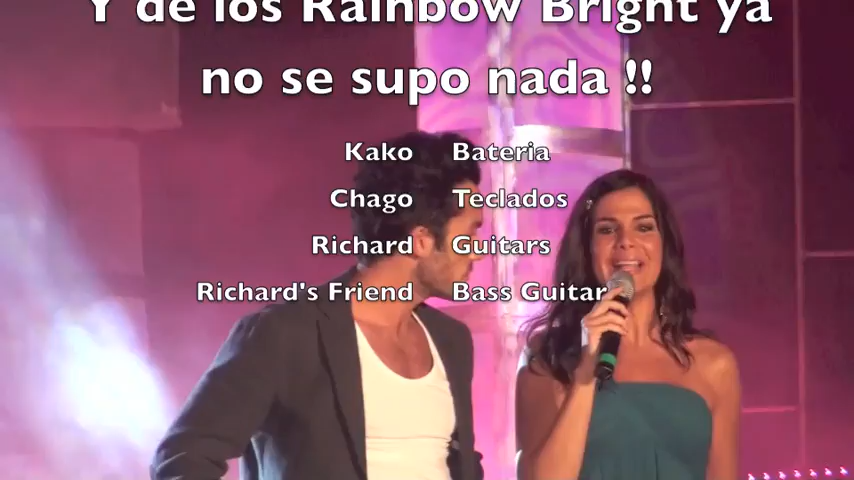 Y de los Rainbow Bright ya
no se supo nada !!
Kako Bateria
Chago Teclados
Richard Guitars
Richard's Friend Bass Guitar